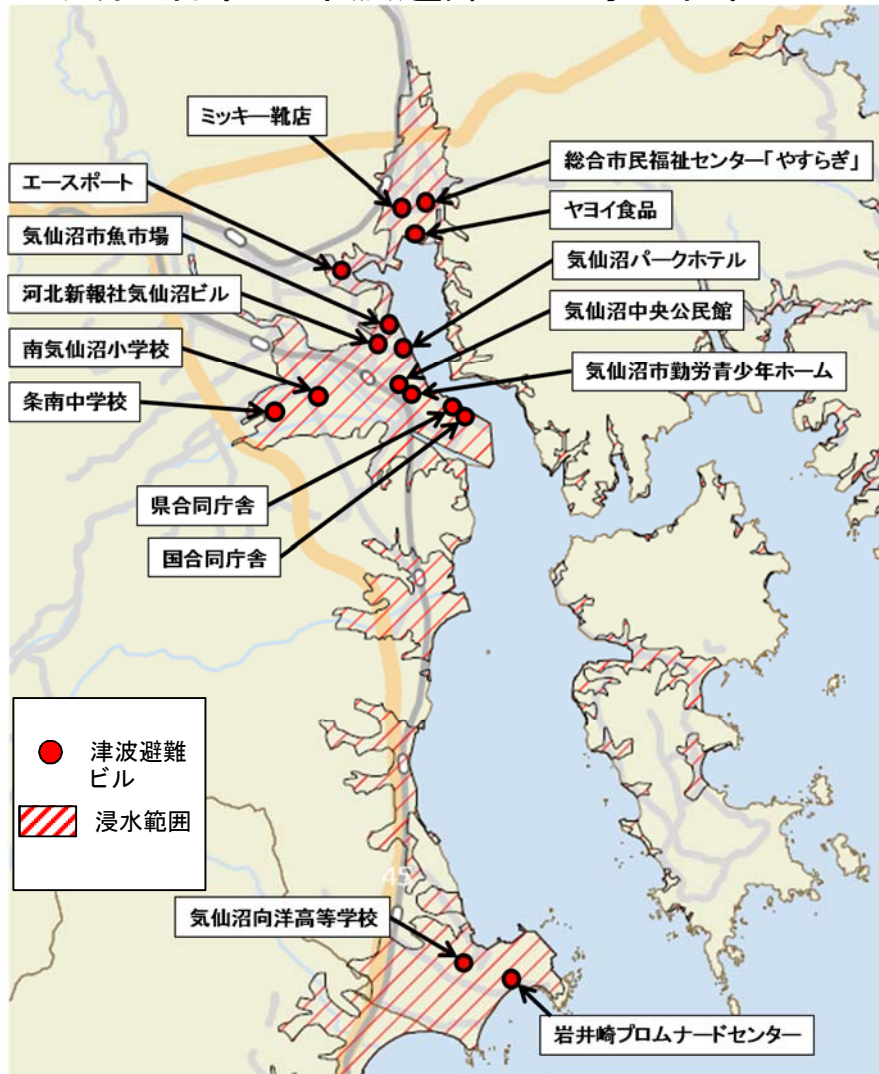 ミッキー靴店
総合市民福祉センター「やすらぎ」
エースポート
ヤヨイ食品
気仙沼市魚市場
気仙沼パークホテル
河北新報社気仙沼ビル
気仙沼中央公民館
南気仙沼小学校
気仙沼市勤労青少年ホーム
条南中学校
県合同庁舎
国合同庁舎
津波避難
ビル
浸水範囲
45
気仙沼向洋高等学校
岩井崎プロムナードセンター